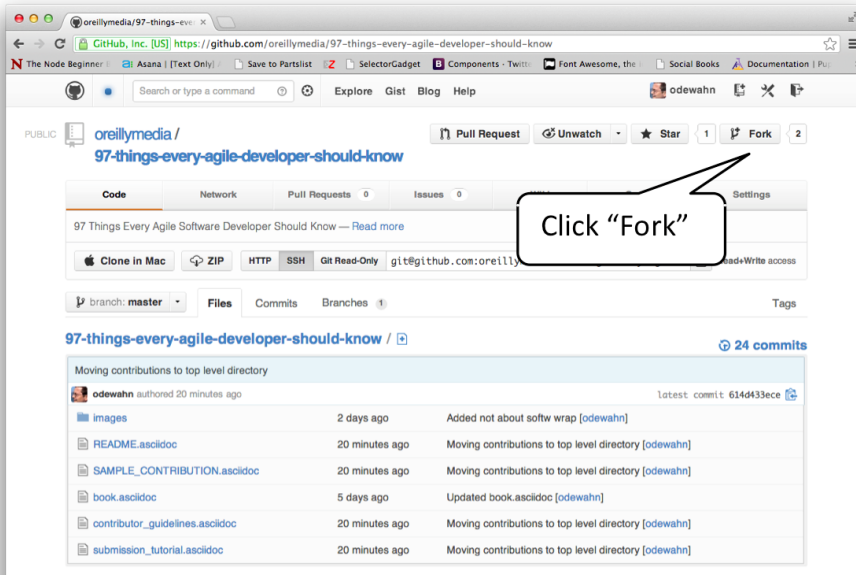 oreillymedia/97-things-ever ×
GitHub, Inc. [US] https://github.com/oreillymedia/97-things-every-agile-developer-should-know
The Node Beginner Asana | [Text Only] Save to Partslist SelectorGadget Components · Twitte Font Awesome, the Social Books Documentation | Pu
Search or type a command Explore Gist Blog Help odewahn
PUBLIC oreillymedia / Pull Request Unwatch Star 1 Fork 2
97-things-every-agile-developer-should-know
Code Network Pull Requests 0 Issues 0 Settings
Click “Fork”
97 Things Every Agile Software Developer Should Know — Read more
Clone in Mac ZIP HTTP SSH Git Read-Only git@github.com:oreilly ead+Write access
branch: master Files Commits Branches 1 Tags
97-things-every-agile-developer-should-know / 24 commits
Moving contributions to top level directory
odewahn authored 20 minutes ago latest commit 614d433ece
images 2 days ago Added not about softw wrap [odewahn]
README.asciidoc 20 minutes ago Moving contributions to top level directory [odewahn]
SAMPLE_CONTRIBUTION.asciidoc 20 minutes ago Moving contributions to top level directory [odewahn]
book.asciidoc 5 days ago Updated book.asciidoc [odewahn]
contributor_guidelines.asciidoc 20 minutes ago Moving contributions to top level directory [odewahn]
submission_tutorial.asciidoc 20 minutes ago Moving contributions to top level directory [odewahn]